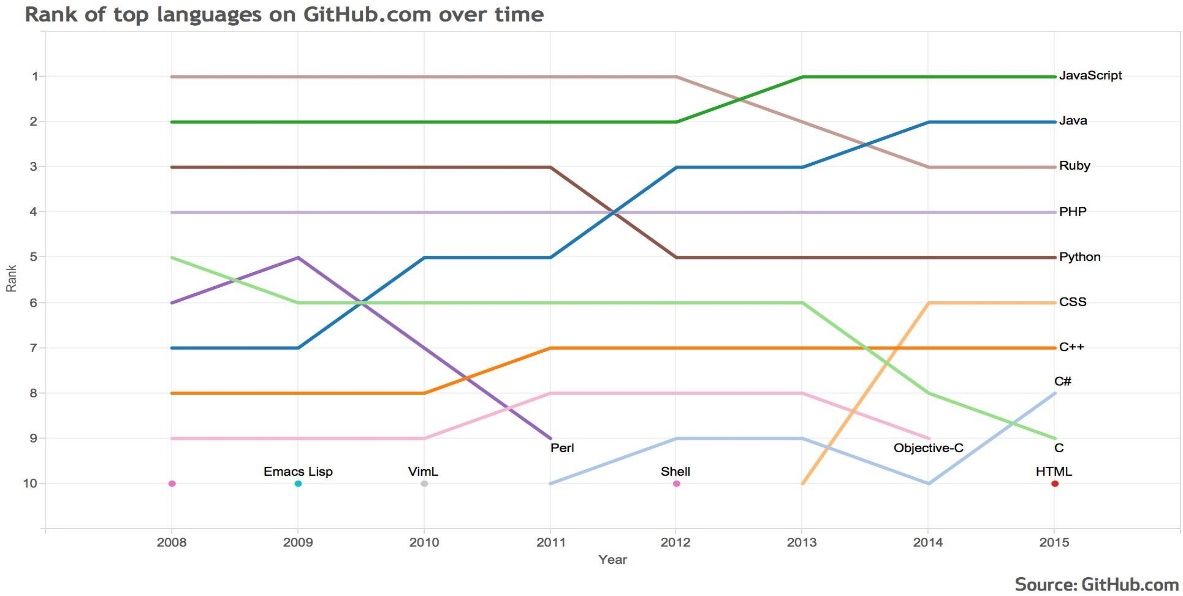 Rank of top languages on GitHub.com over time
1
JavaScript
2
Java
3
Ruby
4
PHP
5
Python
Rank
6
CSS
7
C++
C#
8
9
Perl
Objective-C
C
Emacs Lisp
VimL
Shell
HTML
10
2008 2009 2010 2011 2012 2013 2014 2015
Year
Source: GitHub.com